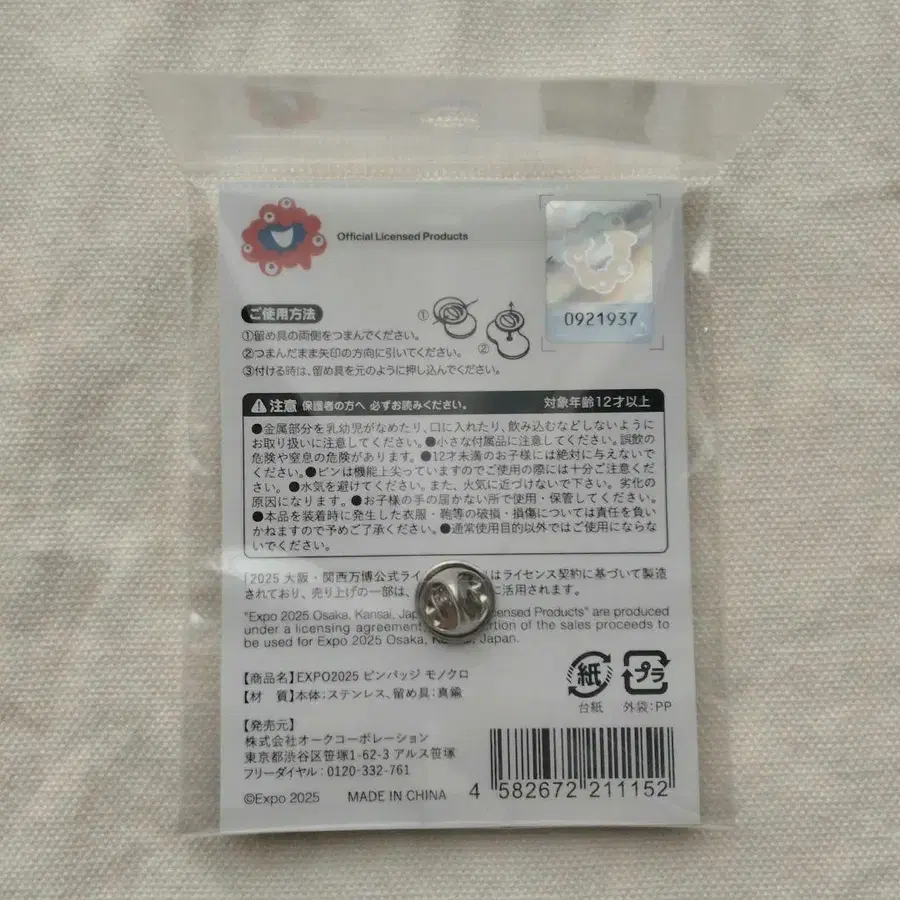 Official Licensed Products
0921937
ご使用方法
①留め具の両側をつまんでください。
②つまんだまま矢印の方向に引いてください。
③付ける時は、留め具を元のように押し込んでください。
① ②
注意 保護者の方へ 必ずお読みください。 対象年齢12才以上
●金属部分を乳幼児がなめたり、口に入れたり、飲み込むなどしないように
お取り扱いに注意してください。●小さな付属品に注意してください。誤飲の
危険や窒息の危険があります。●12才未満のお子様には絶対に与えないで
ください。●ピンは機能上尖っていますのでご使用の際には十分ご注意くだ
さい。●水気を避けてください。また、火気に近づけないで下さい。劣化の
原因になります。●お子様の手の届かない所で使用・保管してください。
●本品を装着時に発生した衣服・鞄等の破損・損傷については責任を負い
かねますので予めご了承ください。●通常使用目的以外ではご使用にならな
いでください。
「2025 大阪・関西万博公式ライ はライセンス契約に基づいて製造
されており、売り上げの一部は、 に活用されます。
"Expo 2025 Osaka, Kansai, Jap censed Products" are produced
under a licensing agreement, ortion of the sales proceeds to
be used for Expo 2025 Osaka, Japan.
【商品名】EXPO2025 ピンバッジ モノクロ
【材 質】本体:ステンレス、留め具:真鍮
紙 プラ
台紙 外袋:PP
【発売元】
株式会社オークコーポレーション
東京都渋谷区笹塚1-62-3 アルス笹塚
フリーダイヤル:0120-332-761
©Expo 2025 MADE IN CHINA
4 582672 211152